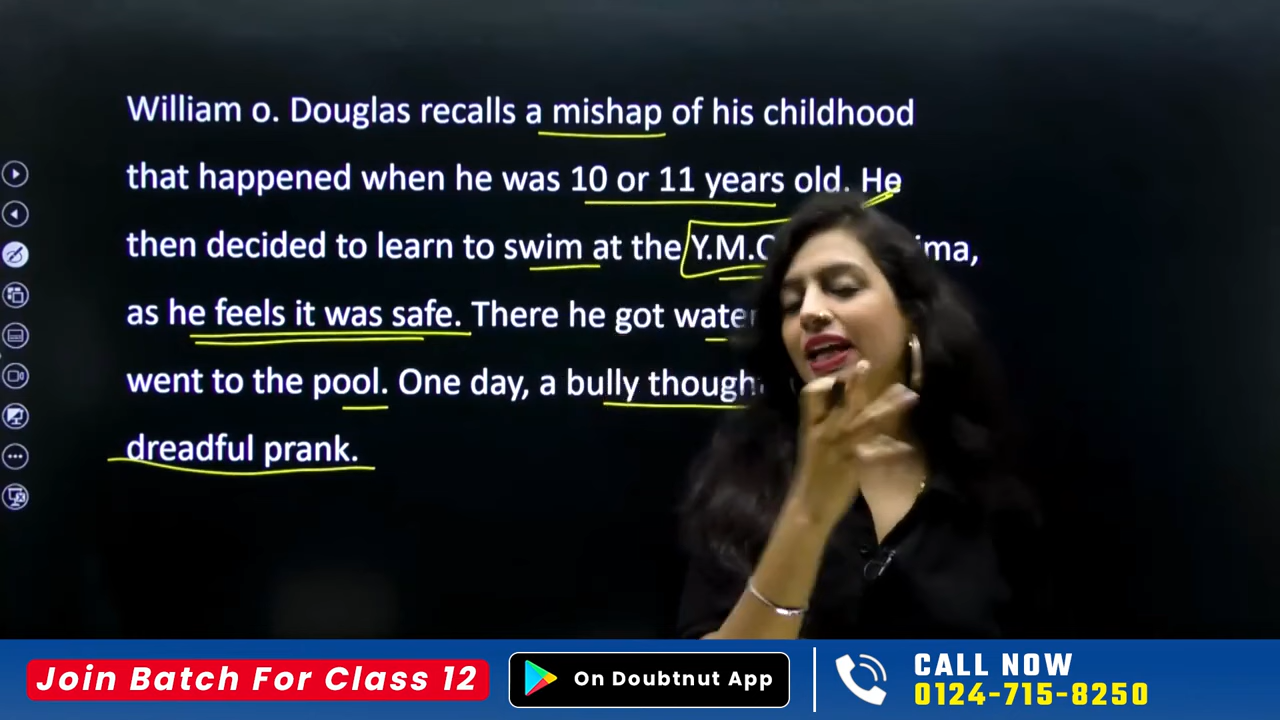 William o. Douglas recalls a mishap of his childhood
that happened when he was 10 or 11 years old. He
then decided to learn to swim at the
as he feels it was safe. There he got
went to the pool. One day, a bully
dreadful prank.
Join Batch For Class 12
On Doubtnut App
CALL NOW
0124-715-8250